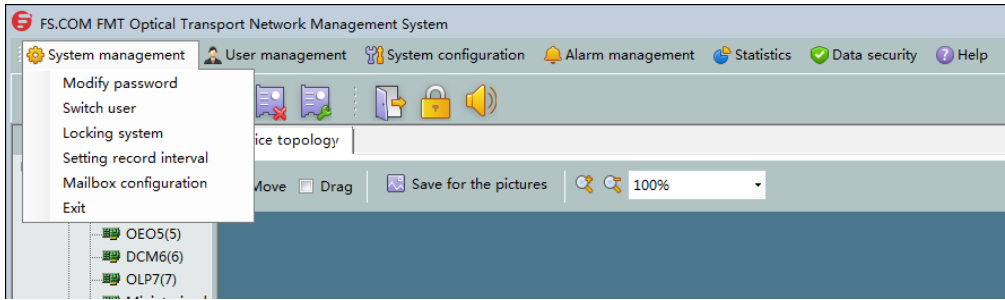 FS.COM FMT Optical Transport Network Management System
System management User management System configuration Alarm management Statistics Data security Help
Modify password
Switch user
Locking system
ice topology
Setting record interval
Mailbox configuration
Move Drag Save for the pictures 100%
Exit
OEO5(5)
DCM6(6)
OLP7(7)